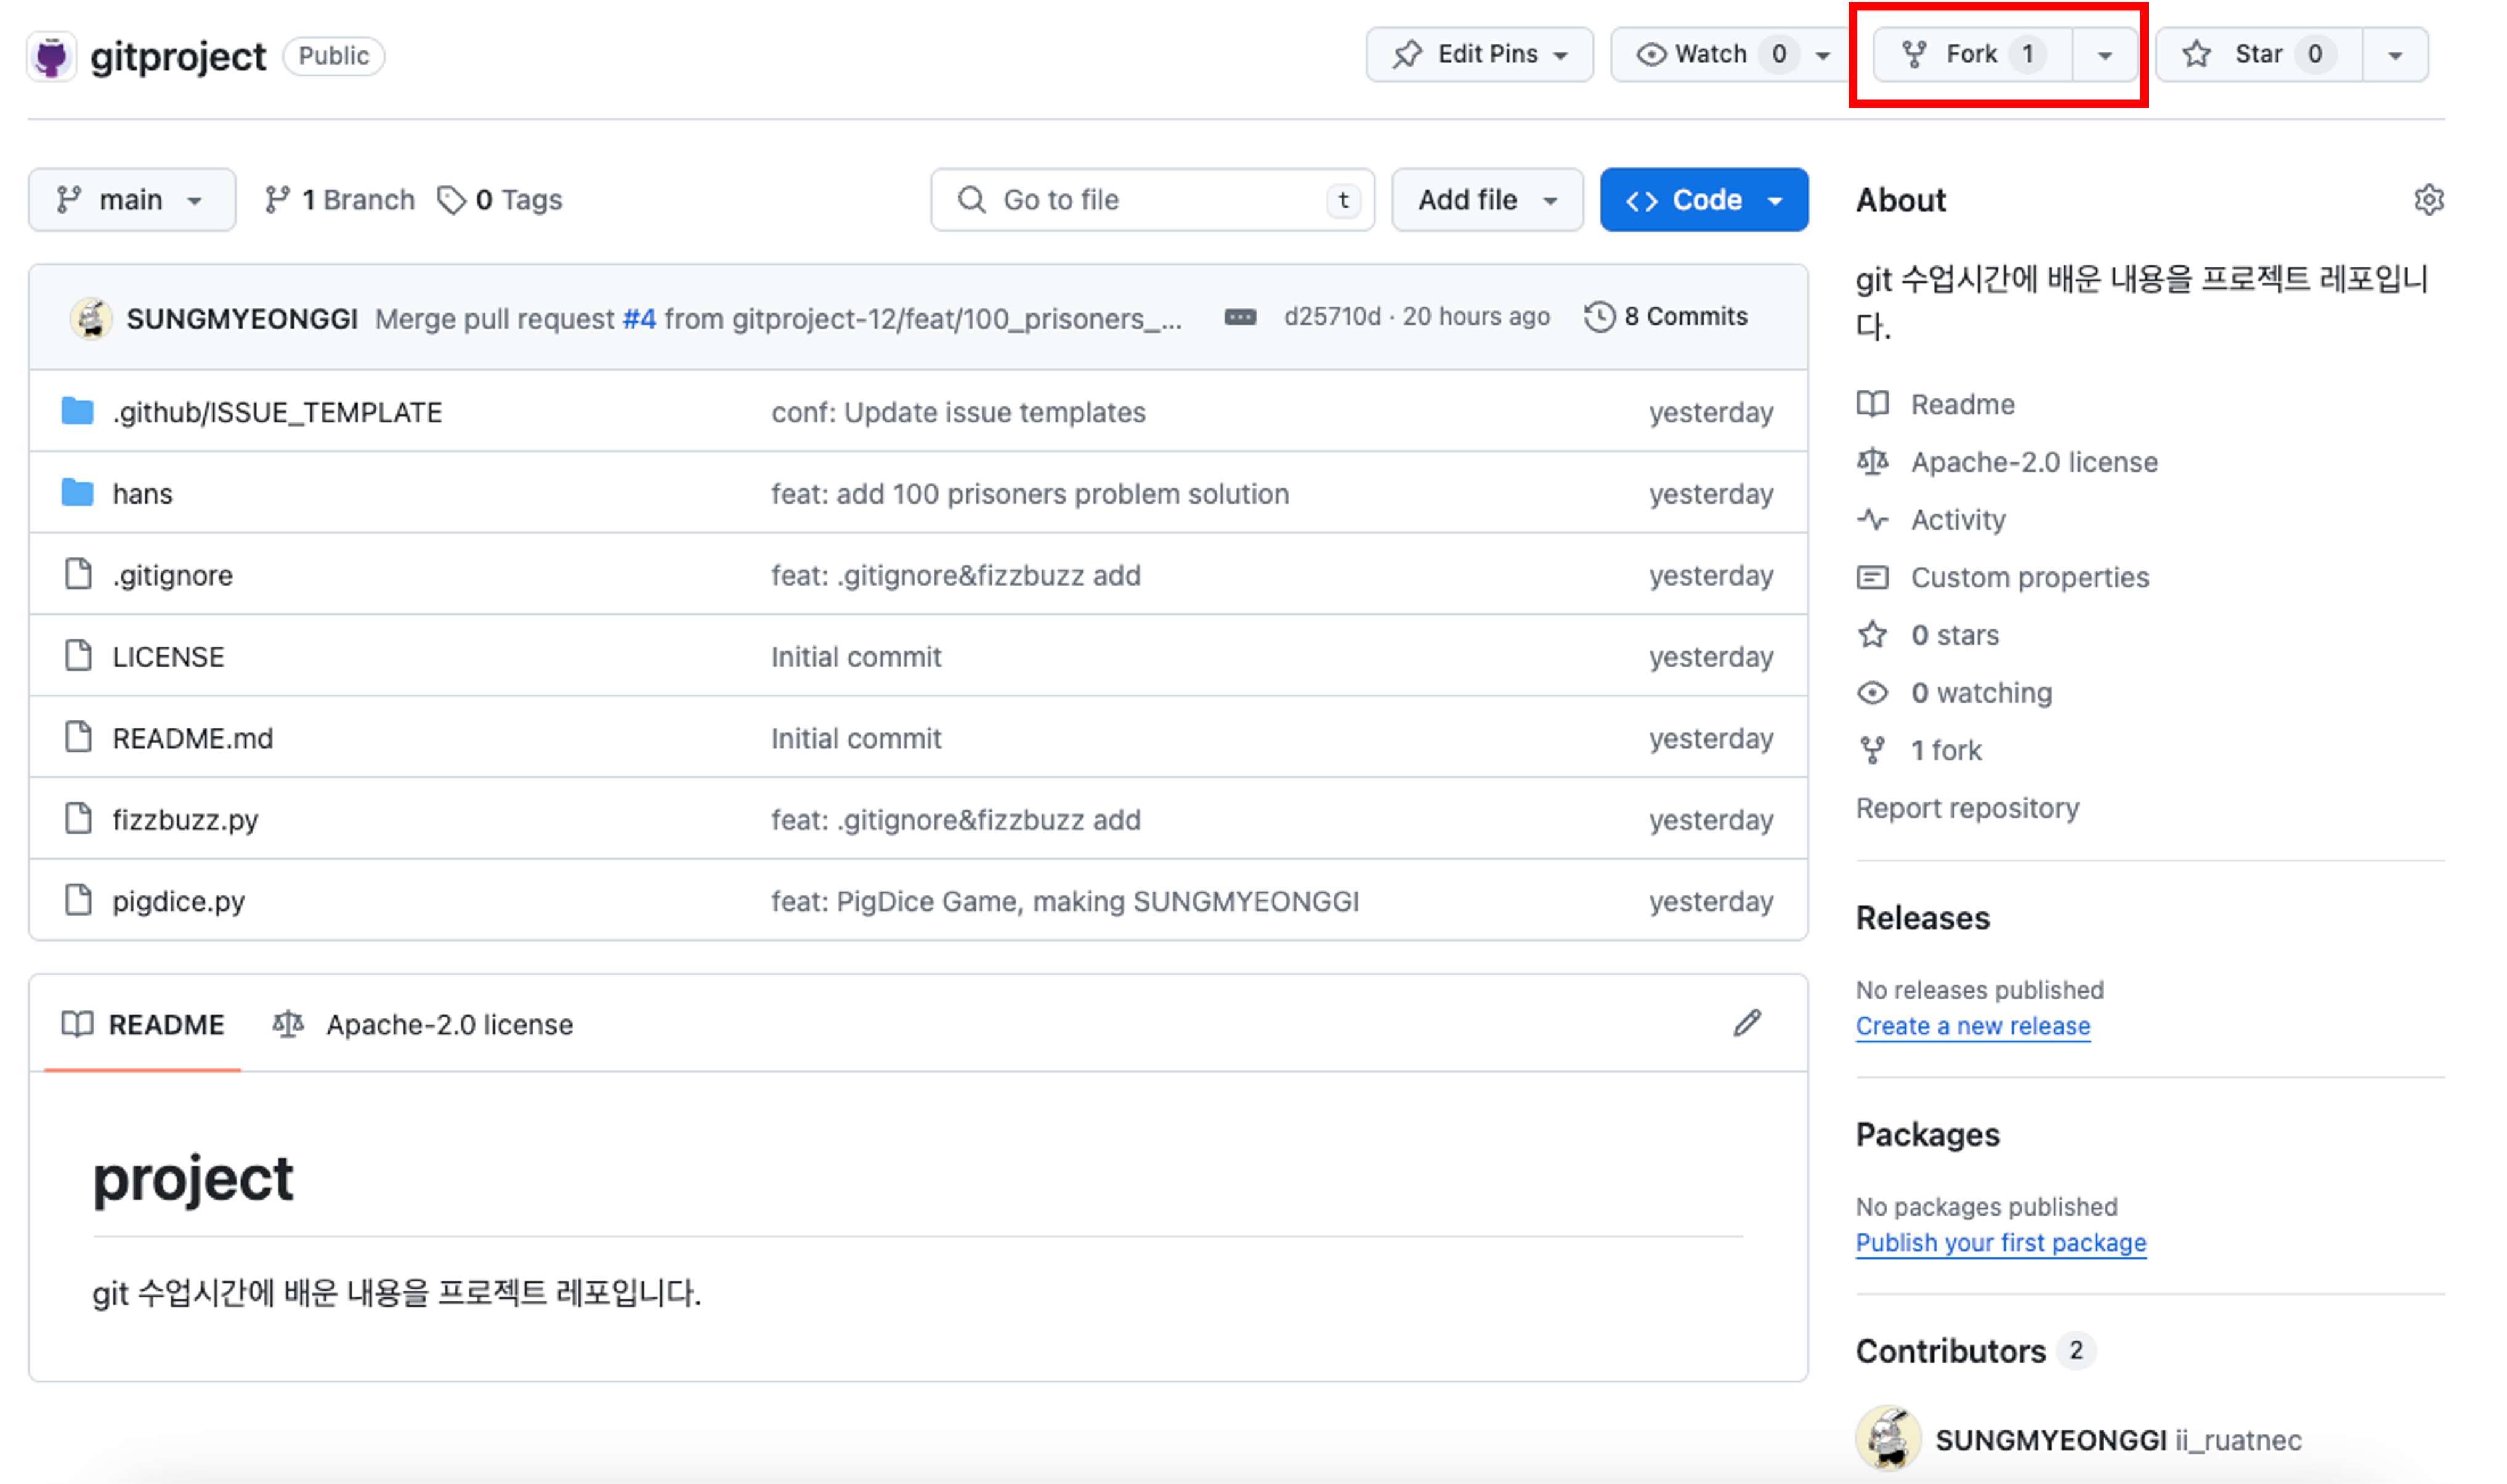 gitproject Public Edit Pins Watch 0 Fork 1 Star 0
main 1 Branch 0 Tags Go to file t Add file Code
SUNGMYEONGGI Merge pull request #4 from gitproject-12/feat/100_prisoners_... d25710d · 20 hours ago 8 Commits
.github/ISSUE_TEMPLATE conf: Update issue templates yesterday
hans feat: add 100 prisoners problem solution yesterday
.gitignore feat: .gitignore&fizzbuzz add yesterday
LICENSE Initial commit yesterday
README.md Initial commit yesterday
fizzbuzz.py feat: .gitignore&fizzbuzz add yesterday
pigdice.py feat: PigDice Game, making SUNGMYEONGGI yesterday
README Apache-2.0 license
project
git 수업시간에 배운 내용을 프로젝트 레포입니다.
About
git 수업시간에 배운 내용을 프로젝트 레포입니
다.
Readme
Apache-2.0 license
Activity
Custom properties
0 stars
0 watching
1 fork
Report repository
Releases
No releases published
Create a new release
Packages
No packages published
Publish your first package
Contributors 2
SUNGMYEONGGI ii_ruatnec